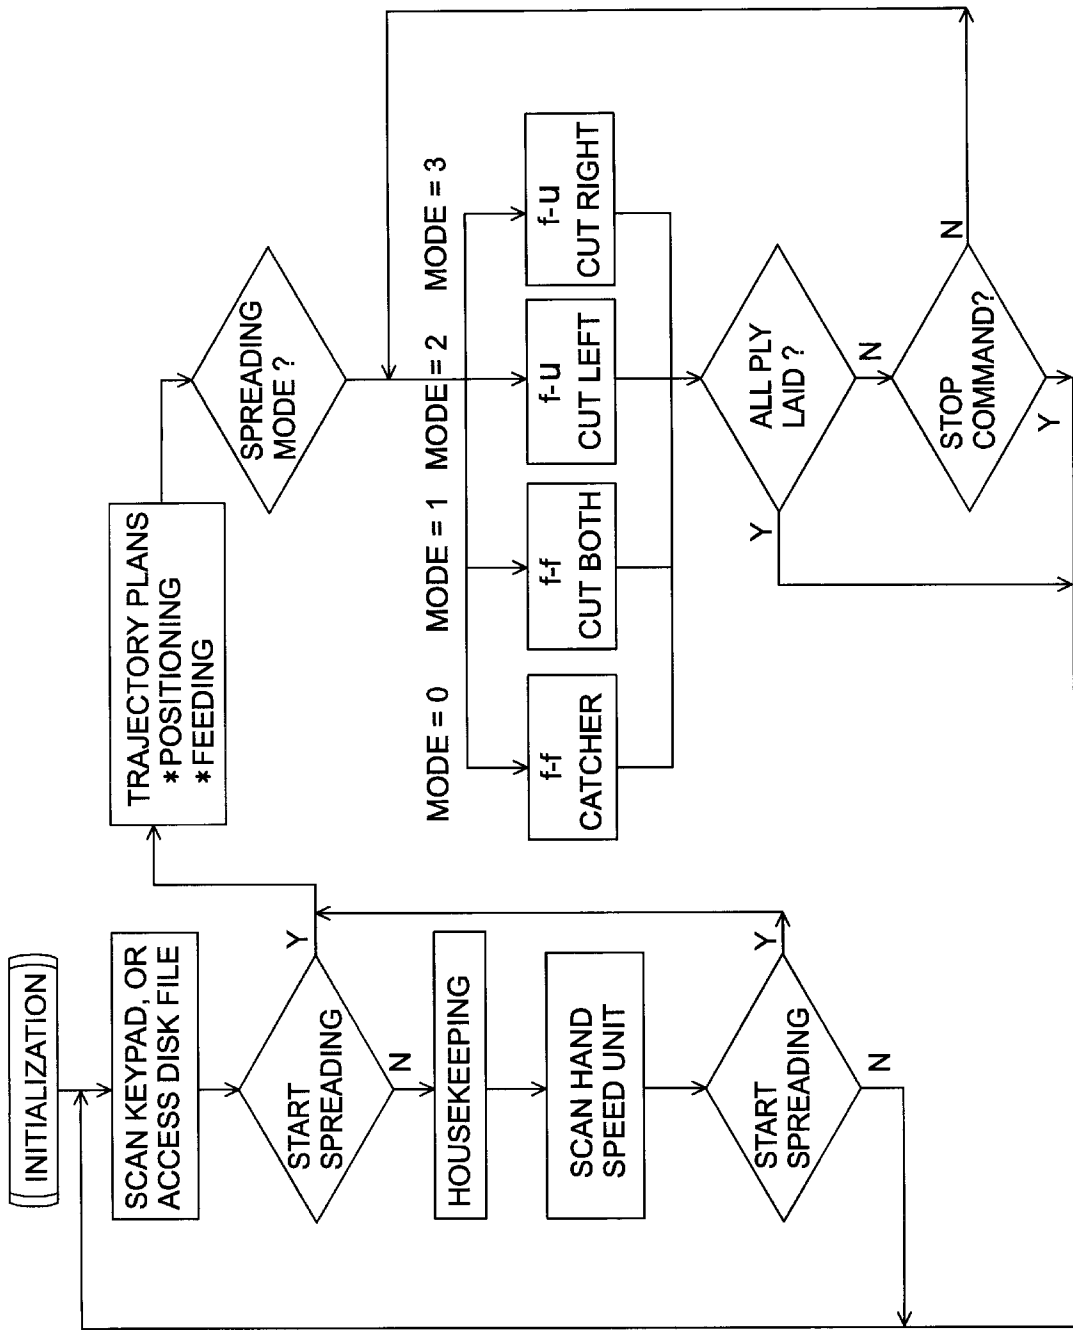 INITIALIZATION
SCAN KEYPAD, OR
ACCESS DISK FILE
START
SPREADING
Y
N
HOUSEKEEPING
SCAN HAND
SPEED UNIT
START
SPREADING
Y
N
TRAJECTORY PLANS
*POSITIONING
*FEEDING
SPREADING
MODE ?
MODE = 0
MODE = 1
MODE = 2
MODE = 3
f-f
CATCHER
f-f
CUT BOTH
f-u
CUT LEFT
f-u
CUT RIGHT
ALL PLY
LAID ?
Y
N
STOP
COMMAND?
N
Y